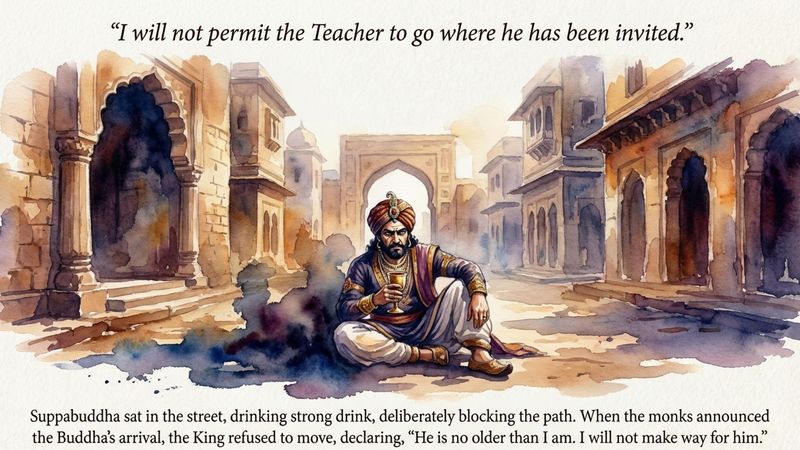 “I will not permit the Teacher to go where he has been invited.”
Suppabuddha sat in the street, drinking strong drink, deliberately blocking the path. When the monks announced
the Buddha’s arrival, the King refused to move, declaring, “He is no older than I am. I will not make way for him.”